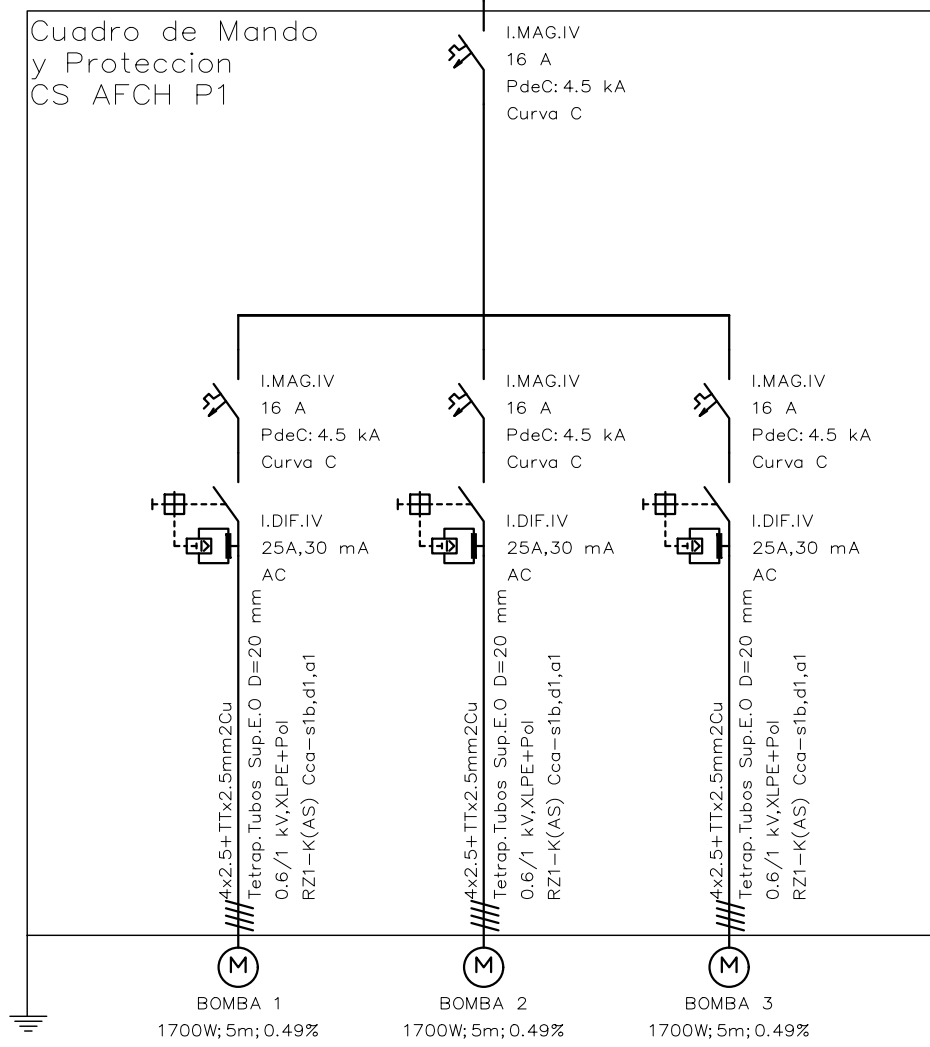 Cuadro de Mando
y Proteccion
CS AFCH P1
I.MAG.IV
16 A
PdeC: 4.5 kA
Curva C
I.MAG.IV
16 A
PdeC: 4.5 kA
Curva C
I.DIF.IV
25A,30 mA
AC
4x2.5+TTx2.5mm2Cu
Tetrap.Tubos Sup.E.O D=20 mm
0.6/1 kV,XLPE+Pol
RZ1-K(AS) Cca-s1b,d1,a1
M
BOMBA 1
1700W; 5m; 0.49%
I.MAG.IV
16 A
PdeC: 4.5 kA
Curva C
I.DIF.IV
25A,30 mA
AC
4x2.5+TTx2.5mm2Cu
Tetrap.Tubos Sup.E.O D=20 mm
0.6/1 kV,XLPE+Pol
RZ1-K(AS) Cca-s1b,d1,a1
M
BOMBA 2
1700W; 5m; 0.49%
I.MAG.IV
16 A
PdeC: 4.5 kA
Curva C
I.DIF.IV
25A,30 mA
AC
4x2.5+TTx2.5mm2Cu
Tetrap.Tubos Sup.E.O D=20 mm
0.6/1 kV,XLPE+Pol
RZ1-K(AS) Cca-s1b,d1,a1
M
BOMBA 3
1700W; 5m; 0.49%